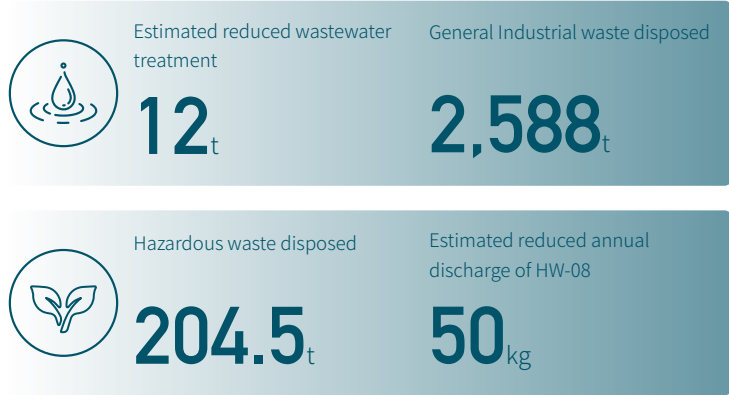 Estimated reduced wastewater
treatment
12t
General Industrial waste disposed
2,588t
Hazardous waste disposed
204.5t
Estimated reduced annual
discharge of HW-08
50kg